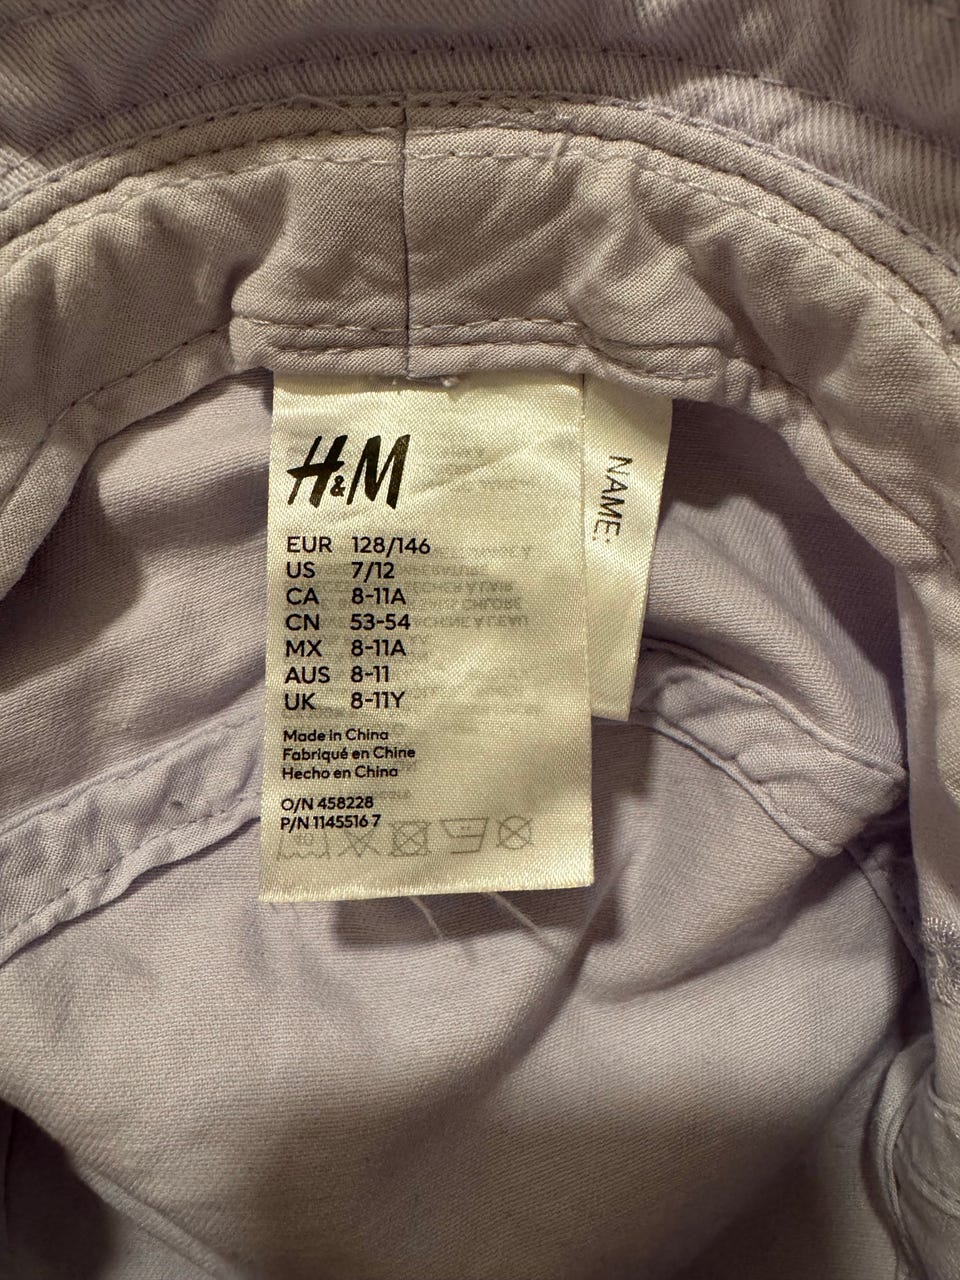 H&M
EUR 128/146
US 7/12
CA 8-11A
CN 53-54
MX 8-11A
AUS 8-11
UK 8-11Y
Made in China
Fabriqué en Chine
Hecho en China
O/N 458228
P/N 1145516 7
NAME: